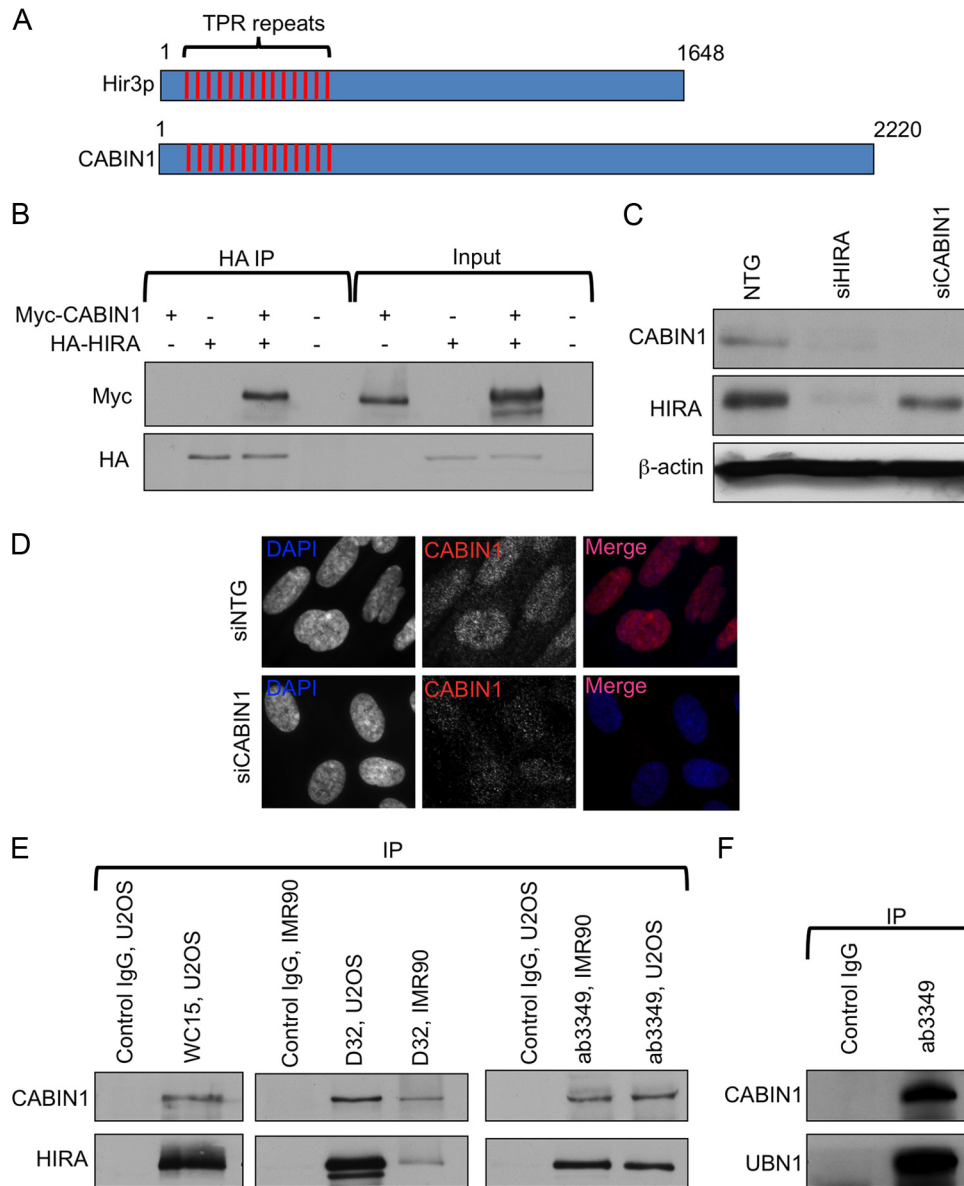 A
TPR repeats
1
1648
Hir3p
1
2220
CABIN1
B
HA IP
Input
Myc-CABIN1 + - + - + - + -
HA-HIRA - + + - - + + -
Myc
HA
C
NTG
siHIRA
siCABIN1
CABIN1
HIRA
β-actin
D
siNTG
DAPI
CABIN1
Merge
siCABIN1
DAPI
CABIN1
Merge
E
IP
Control IgG, U2OS
WC15, U2OS
Control IgG, IMR90
D32, U2OS
D32, IMR90
Control IgG, U2OS
ab3349, IMR90
ab3349, U2OS
CABIN1
HIRA
F
IP
Control IgG
ab3349
CABIN1
UBN1